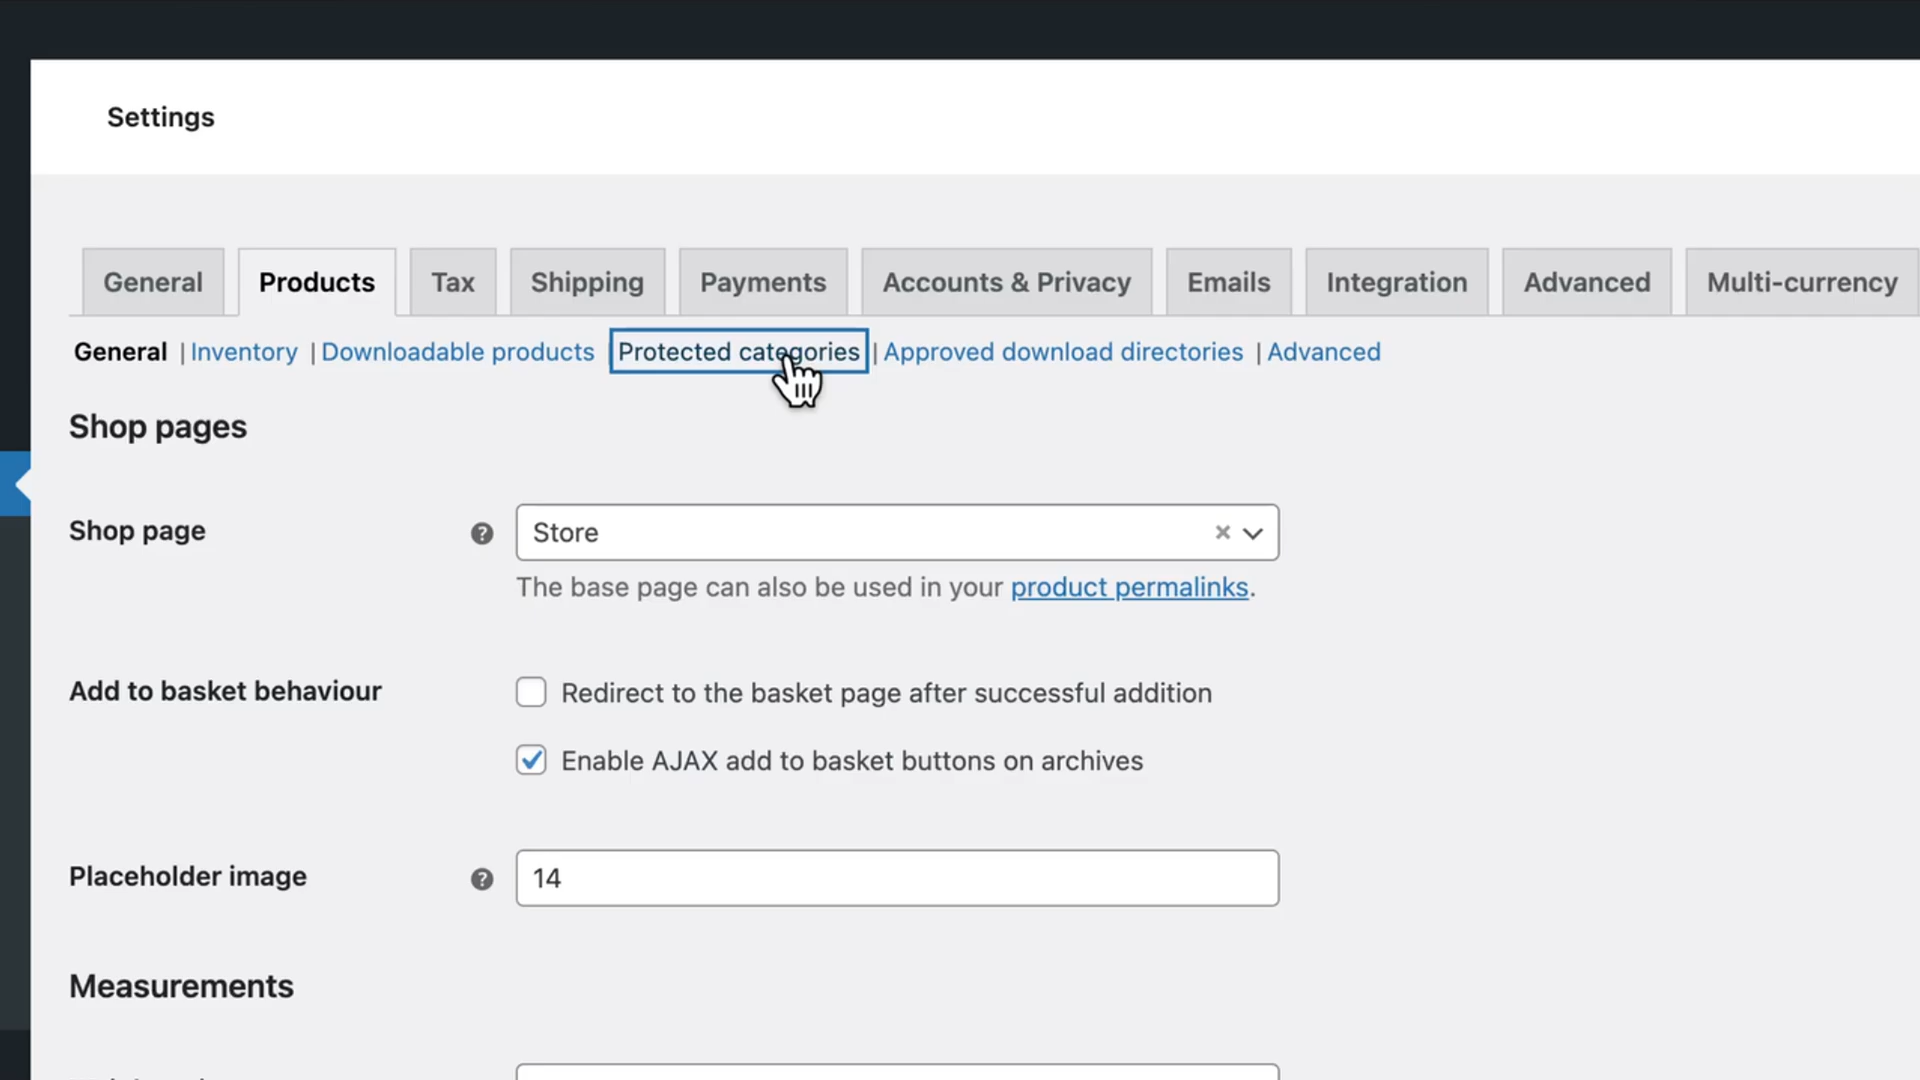 Settings
General Products Tax Shipping Payments Accounts & Privacy Emails Integration Advanced Multi-currency
General | Inventory | Downloadable products Protected categories | Approved download directories | Advanced
Shop pages
Shop page Store
The base page can also be used in your product permalinks.
Add to basket behaviour Redirect to the basket page after successful addition
Enable AJAX add to basket buttons on archives
Placeholder image 14
Measurements